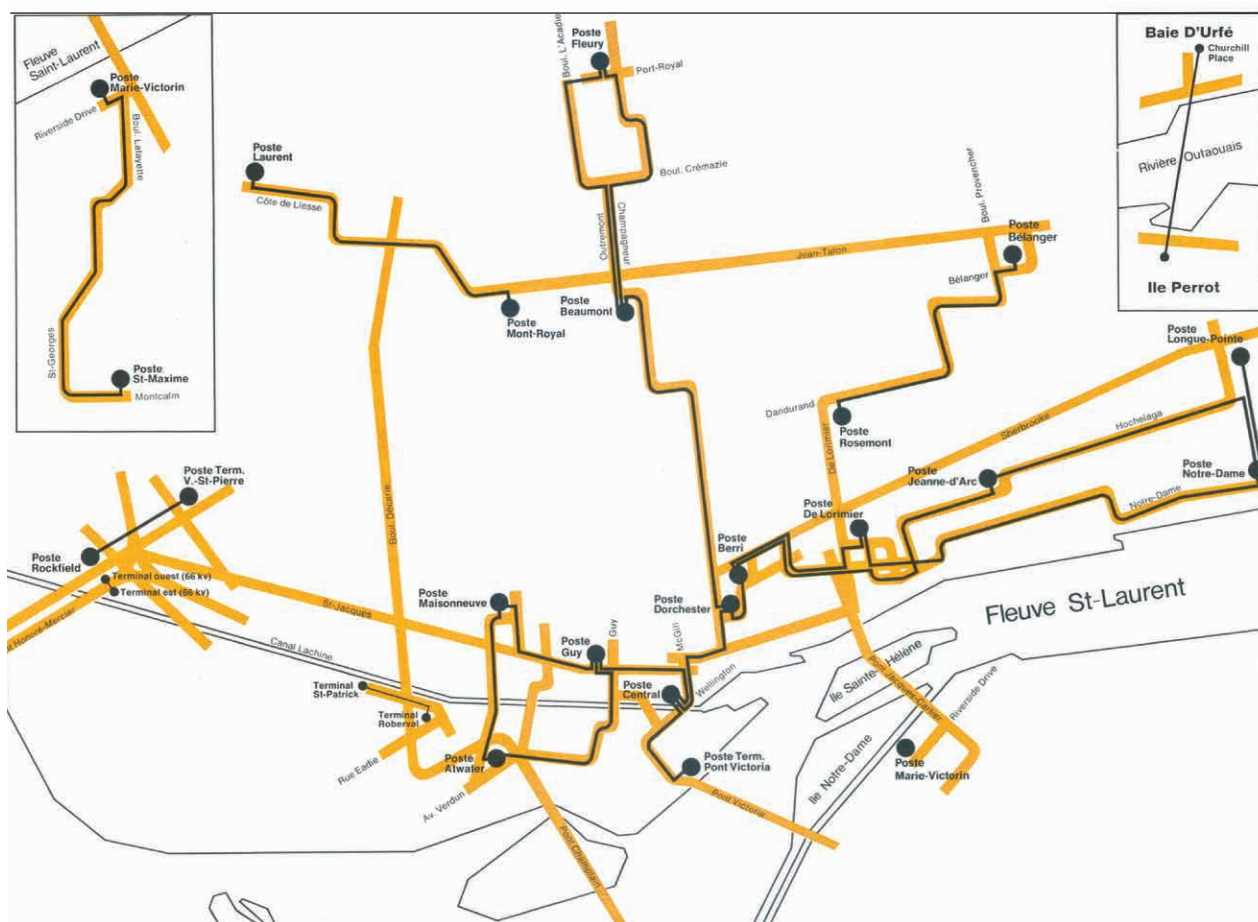 Fleuve
Saint-Laurent
Poste
Marie-Victorin
Riverside Drive
Boul. Lafayette
St-Georges
Poste
St-Maxime
Montcalm
Poste
Fleury
Boul. L'Acadie
Port-Royal
Boul. Crémazie
Outremont
Champagneur
Poste
Laurent
Côte de Liesse
Poste
Mont-Royal
Poste
Beaumont
Jean-Talon
Boul. Provencher
Poste
Bélanger
Bélanger
Baie D'Urfé
Churchill
Place
Rivière Outaouais
Ile Perrot
Poste
Longue-Pointe
Dandurand
Poste
Rosemont
De Lorimier
Sherbrooke
Hochelaga
Poste
Jeanne-d'Arc
Poste
Notre-Dame
Notre-Dame
Poste
De Lorimier
Poste
Berri
Poste
Dorchester
Poste Term.
V.-St-Pierre
Poste
Rockfield
Terminal ouest (66 kv)
Terminal est (66 kv)
Honoré-Mercier
Boul. Décarie
St-Jacques
Canal Lachine
Poste
Maisonneuve
Poste
Guy
Guy
McGill
Poste
Central
Wellington
Terminal
St-Patrick
Terminal
Roberval
Rue Eadie
Av. Verdun
Poste
Atwater
Poste Term.
Pont Victoria
Pont Victoria
Pont Champlain
Fleuve St-Laurent
Ile Sainte-Hélène
Pont Jacques-Cartier
Riverside Drive
Ile Notre-Dame
Poste
Marie-Victorin